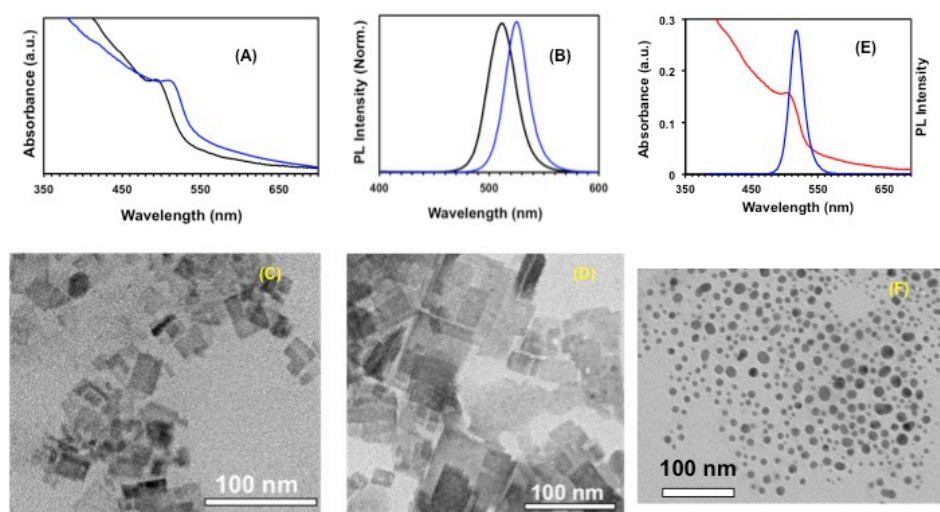 (A)
Absorbance (a.u.)
350 450 550 650
Wavelength (nm)
(B)
PL Intensity (Norm.)
400 500 600
Wavelength (nm)
(E)
Absorbance (a.u.)
0.3
0.2
0.1
0
PL Intensity
350 450 550 650
Wavelength (nm)
(C)
100 nm
(D)
100 nm
(F)
100 nm